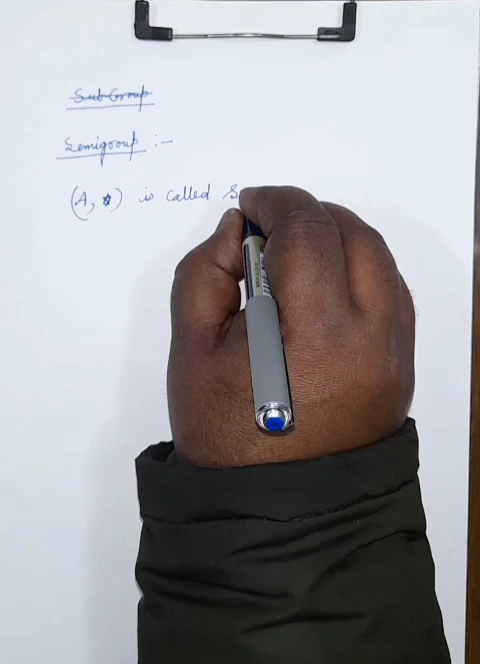 Sub Group
Semigroup :-
(A, *) is called S